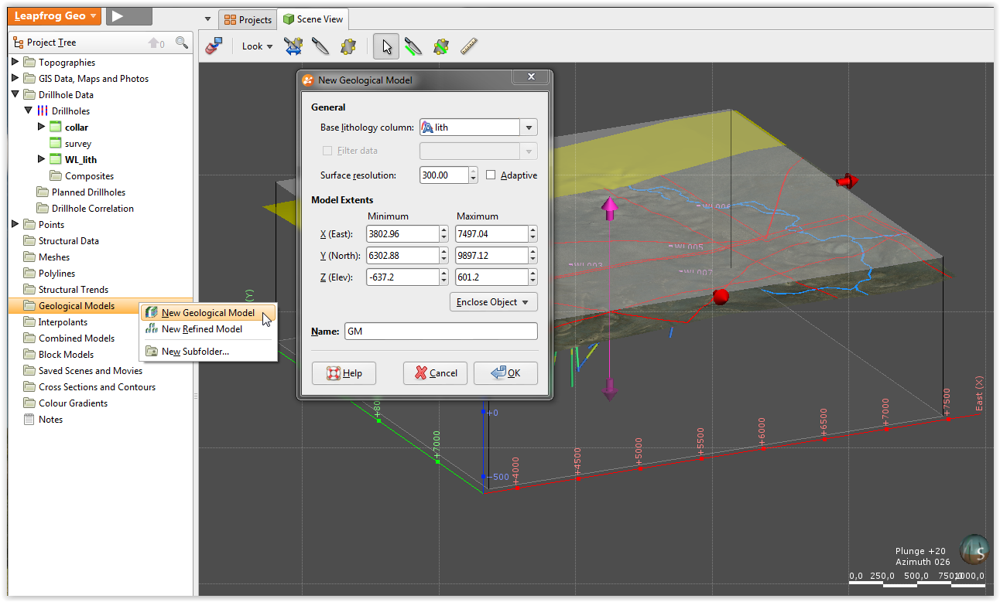 Leapfrog Geo
Projects
Scene View
Project Tree
0
Look
Topographies
GIS Data, Maps and Photos
Drillhole Data
Drillholes
collar
survey
WL_lith
Composites
Planned Drillholes
Drillhole Correlation
Points
Structural Data
Meshes
Polylines
Structural Trends
Geological Models
Interpolants
Combined Models
Block Models
Saved Scenes and Movies
Cross Sections and Contours
Colour Gradients
Notes
New Geological Model
New Refined Model
New Subfolder...
New Geological Model
General
Base lithology column: lith
Filter data
Surface resolution: 300.00 Adaptive
Model Extents
Minimum Maximum
X (East): 3802.96 7497.04
Y (North): 6302.88 9897.12
Z (Elev): -637.2 601.2
Enclose Object
Name: GM
Help Cancel OK
WL006
WL005
WL003
WL007
(Y)
+7000
+0
-500
+4000
+4500
+5000
+5500
+6000
+6500
+7000
+7500
East (X)
Plunge +20
Azimuth 026
S
0,0 250,0 500,0 750,0 1000,0